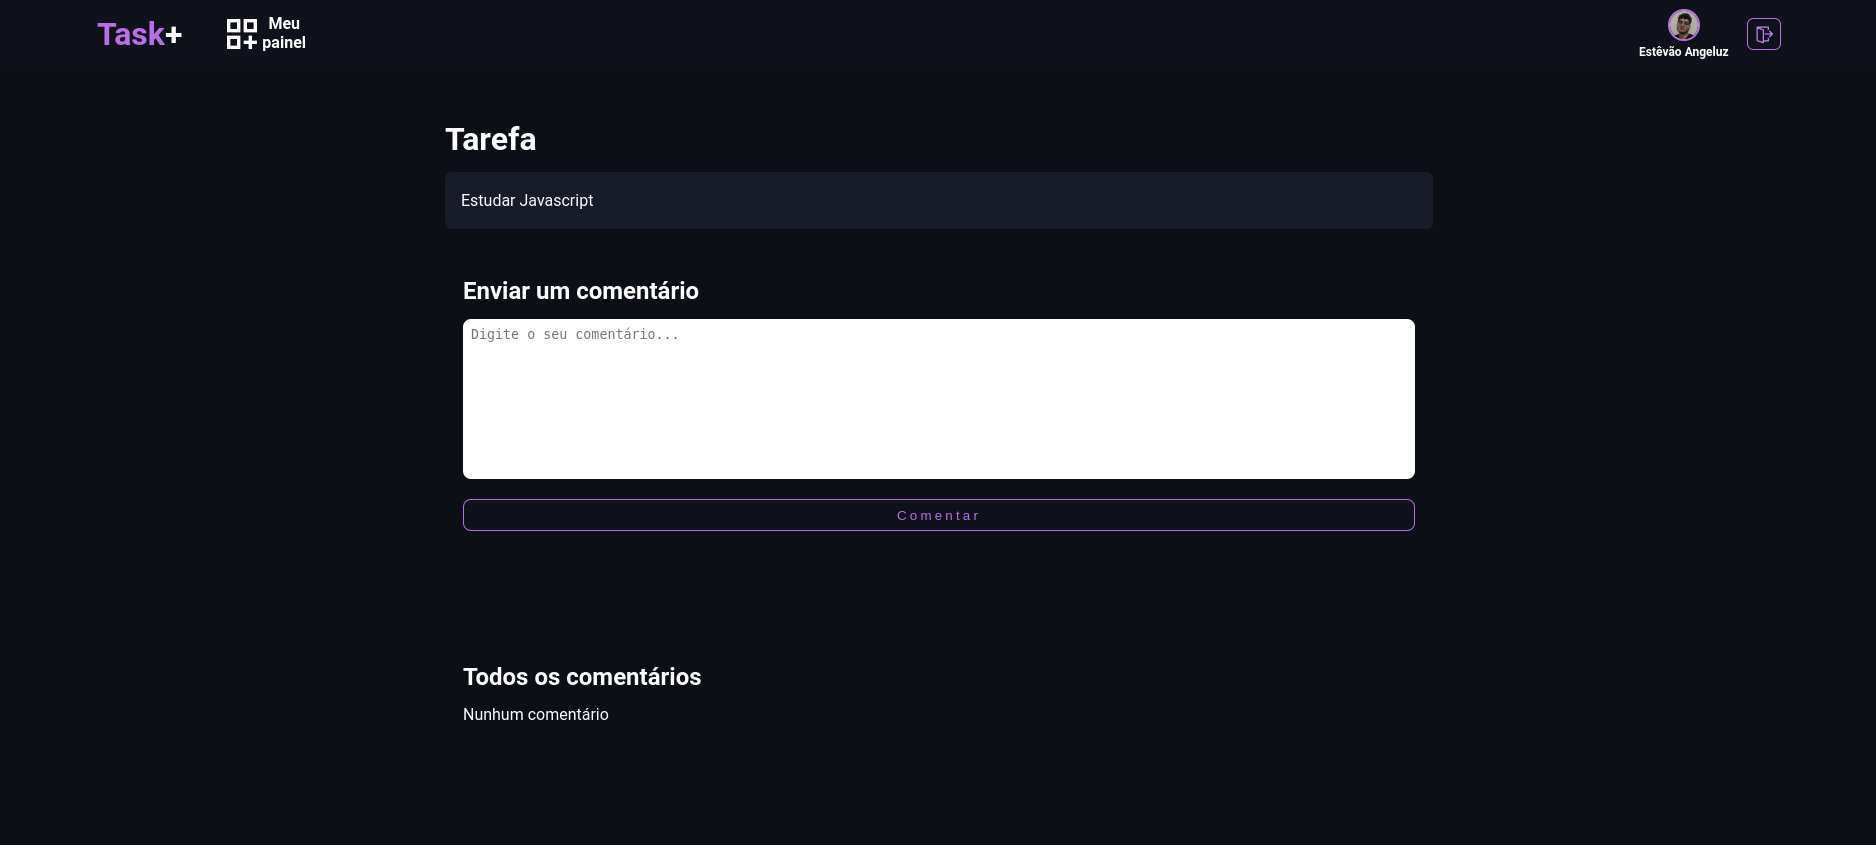 Task+
Meu
painel
Estêvão Angeluz
Tarefa
Estudar Javascript
Enviar um comentário
Digite o seu comentário...
Comentar
Todos os comentários
Nenhum comentário